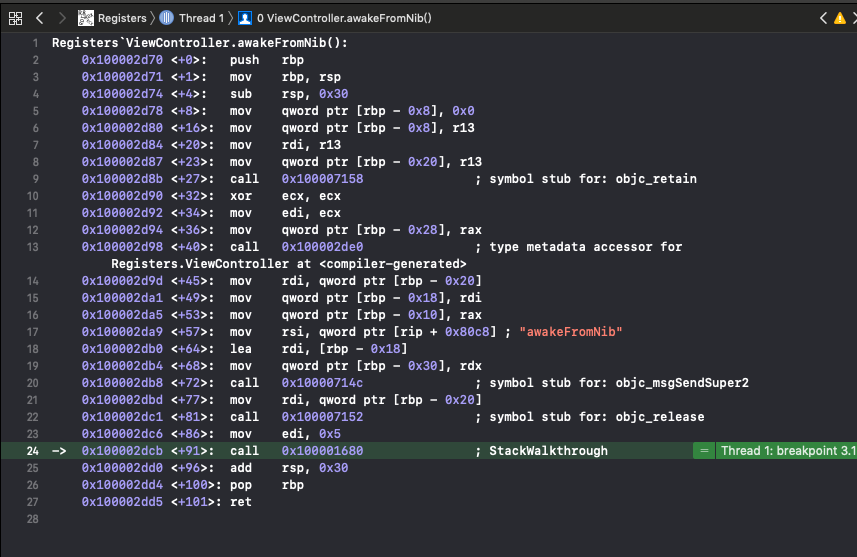 Registers Thread 1 0 ViewController.awakeFromNib()
1 Registers`ViewController.awakeFromNib():
2 0x100002d70 <+0>: push rbp
3 0x100002d71 <+1>: mov rbp, rsp
4 0x100002d74 <+4>: sub rsp, 0x30
5 0x100002d78 <+8>: mov qword ptr [rbp - 0x8], 0x0
6 0x100002d80 <+16>: mov qword ptr [rbp - 0x8], r13
7 0x100002d84 <+20>: mov rdi, r13
8 0x100002d87 <+23>: mov qword ptr [rbp - 0x20], r13
9 0x100002d8b <+27>: call 0x100007158 ; symbol stub for: objc_retain
10 0x100002d90 <+32>: xor ecx, ecx
11 0x100002d92 <+34>: mov edi, ecx
12 0x100002d94 <+36>: mov qword ptr [rbp - 0x28], rax
13 0x100002d98 <+40>: call 0x100002de0 ; type metadata accessor for
Registers.ViewController at <compiler-generated>
14 0x100002d9d <+45>: mov rdi, qword ptr [rbp - 0x20]
15 0x100002da1 <+49>: mov qword ptr [rbp - 0x18], rdi
16 0x100002da5 <+53>: mov qword ptr [rbp - 0x10], rax
17 0x100002da9 <+57>: mov rsi, qword ptr [rip + 0x80c8] ; "awakeFromNib"
18 0x100002db0 <+64>: lea rdi, [rbp - 0x18]
19 0x100002db4 <+68>: mov qword ptr [rbp - 0x30], rdx
20 0x100002db8 <+72>: call 0x10000714c ; symbol stub for: objc_msgSendSuper2
21 0x100002dbd <+77>: mov rdi, qword ptr [rbp - 0x20]
22 0x100002dc1 <+81>: call 0x100007152 ; symbol stub for: objc_release
23 0x100002dc6 <+86>: mov edi, 0x5
24 -> 0x100002dcb <+91>: call 0x100001680 ; StackWalkthrough = Thread 1: breakpoint 3.1
25 0x100002dd0 <+96>: add rsp, 0x30
26 0x100002dd4 <+100>: pop rbp
27 0x100002dd5 <+101>: ret
28